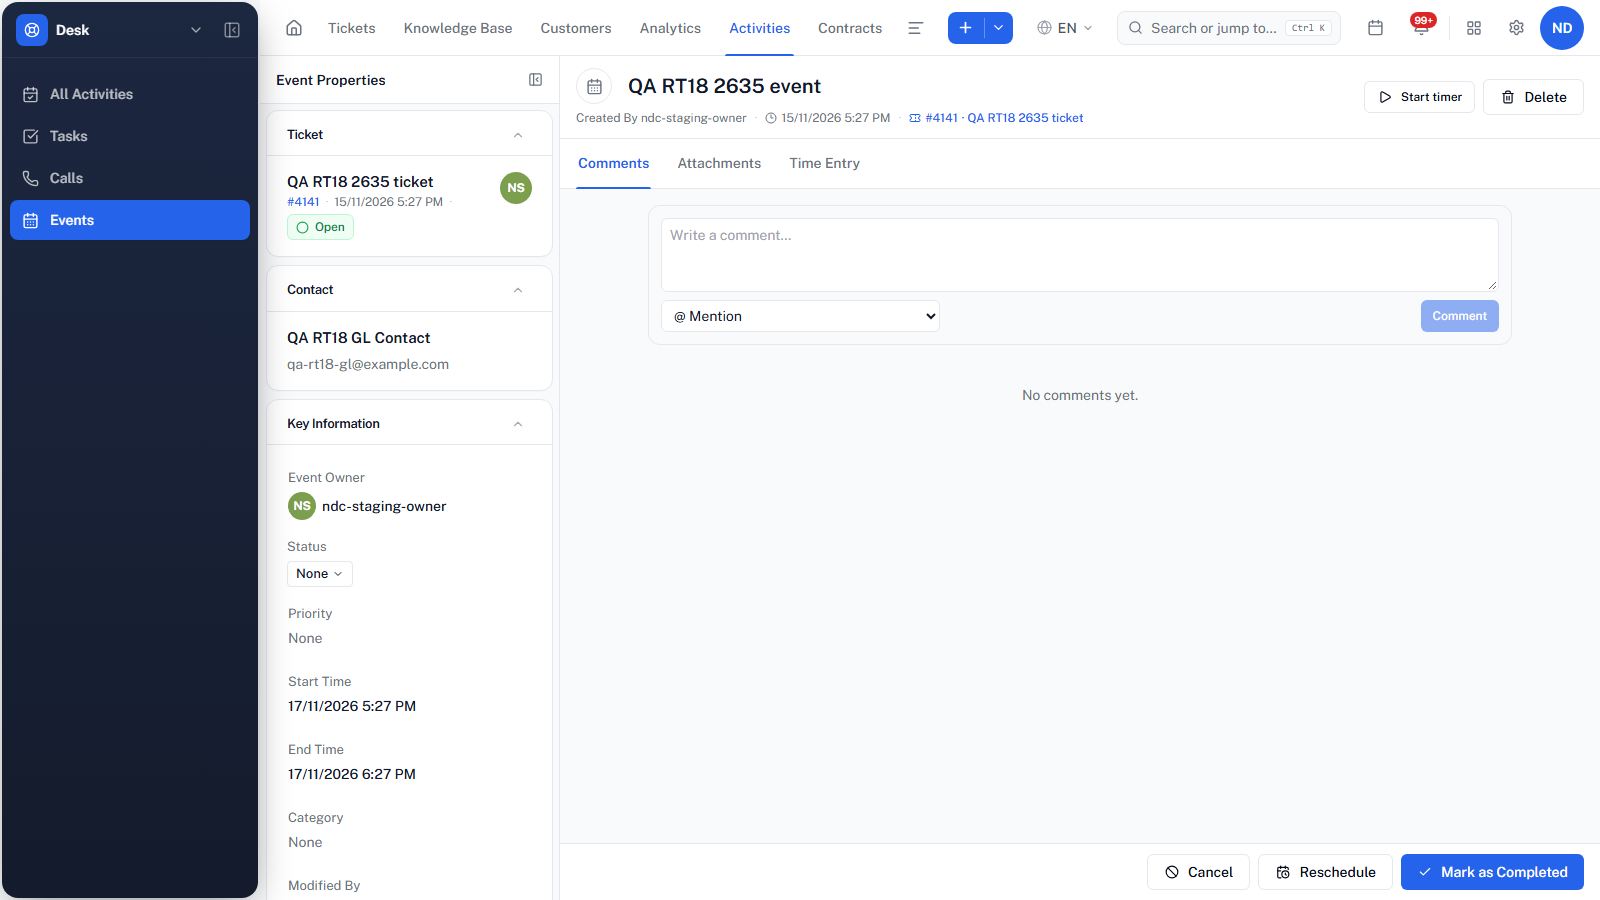 Desk
All Activities
Tasks
Calls
Events
Tickets
Knowledge Base
Customers
Analytics
Activities
Contracts
EN
Search or jump to...
Ctrl K
99+
ND
Event Properties
Ticket
QA RT18 2635 ticket
NS
#4141 · 15/11/2026 5:27 PM ·
Open
Contact
QA RT18 GL Contact
qa-rt18-gl@example.com
Key Information
Event Owner
NS ndc-staging-owner
Status
None
Priority
None
Start Time
17/11/2026 5:27 PM
End Time
17/11/2026 6:27 PM
Category
None
Modified By
QA RT18 2635 event
Created By ndc-staging-owner · 15/11/2026 5:27 PM · #4141 · QA RT18 2635 ticket
Start timer
Delete
Comments
Attachments
Time Entry
Write a comment...
@ Mention
Comment
No comments yet.
Cancel
Reschedule
Mark as Completed